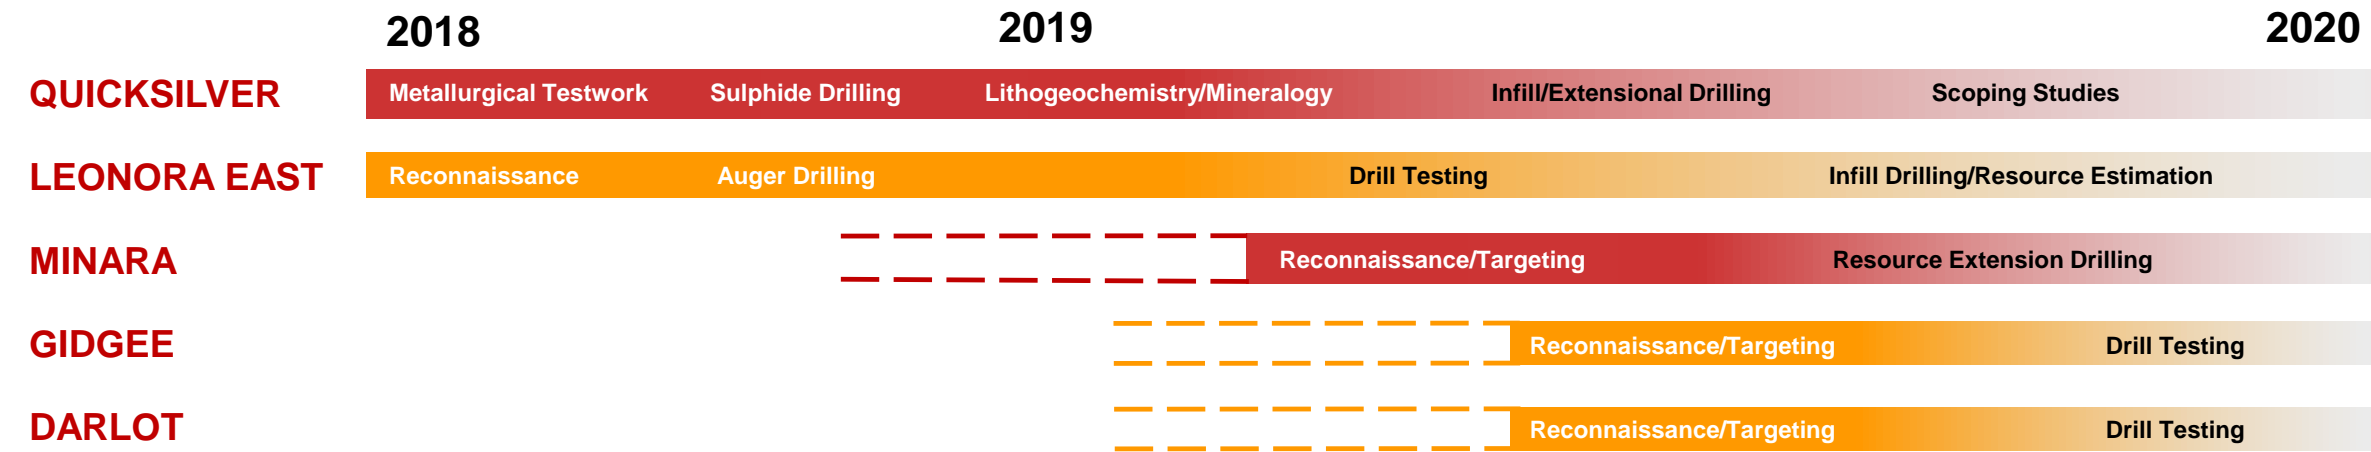 2018 2019 2020
QUICKSILVER Metallurgical Testwork Sulphide Drilling Lithogeochemistry/Mineralogy Infill/Extensional Drilling Scoping Studies
LEONORA EAST Reconnaissance Auger Drilling Drill Testing Infill Drilling/Resource Estimation
MINARA Reconnaissance/Targeting Resource Extension Drilling
GIDGEE Reconnaissance/Targeting Drill Testing
DARLOT Reconnaissance/Targeting Drill Testing